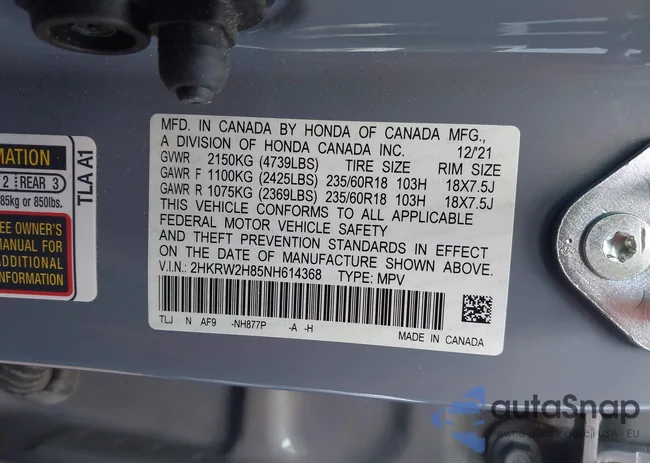 MFD. IN CANADA BY HONDA OF CANADA MFG.,
A DIVISION OF HONDA CANADA INC. 12/21
GVWR 2150KG (4739LBS) TIRE SIZE RIM SIZE
GAWR F 1100KG (2425LBS) 235/60R18 103H 18X7.5J
GAWR R 1075KG (2369LBS) 235/60R18 103H 18X7.5J
THIS VEHICLE CONFORMS TO ALL APPLICABLE
FEDERAL MOTOR VEHICLE SAFETY
AND THEFT PREVENTION STANDARDS IN EFFECT
ON THE DATE OF MANUFACTURE SHOWN ABOVE.
V.I.N.: 2HKRW2H85NH614368 TYPE: MPV
TLJ N AF9 -NH877P -A -H
MADE IN CANADA
MATION
2 REAR 3
85kg or 850lbs.
EE OWNER'S
MANUAL FOR
ADDITIONAL
INFORMATION
TLA A1
autoSnap
USA - EU